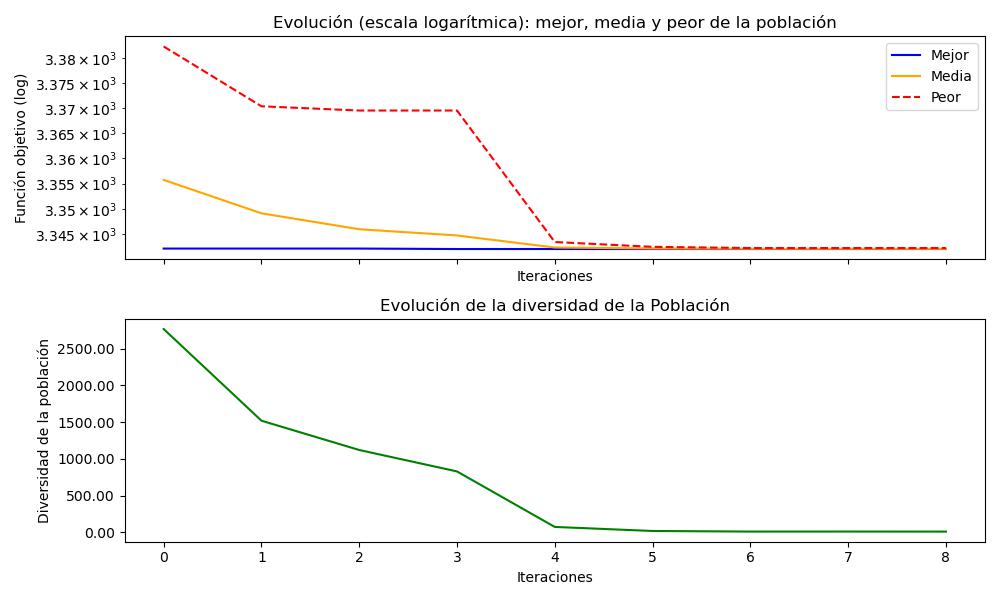 Evolución (escala logarítmica): mejor, media y peor de la población
Función objetivo (log)
3.38 × 10³
3.375 × 10³
3.37 × 10³
3.365 × 10³
3.36 × 10³
3.355 × 10³
3.35 × 10³
3.345 × 10³
Mejor
Media
Peor
Iteraciones
Evolución de la diversidad de la Población
Diversidad de la población
2500.00
2000.00
1500.00
1000.00
500.00
0.00
0 1 2 3 4 5 6 7 8
Iteraciones